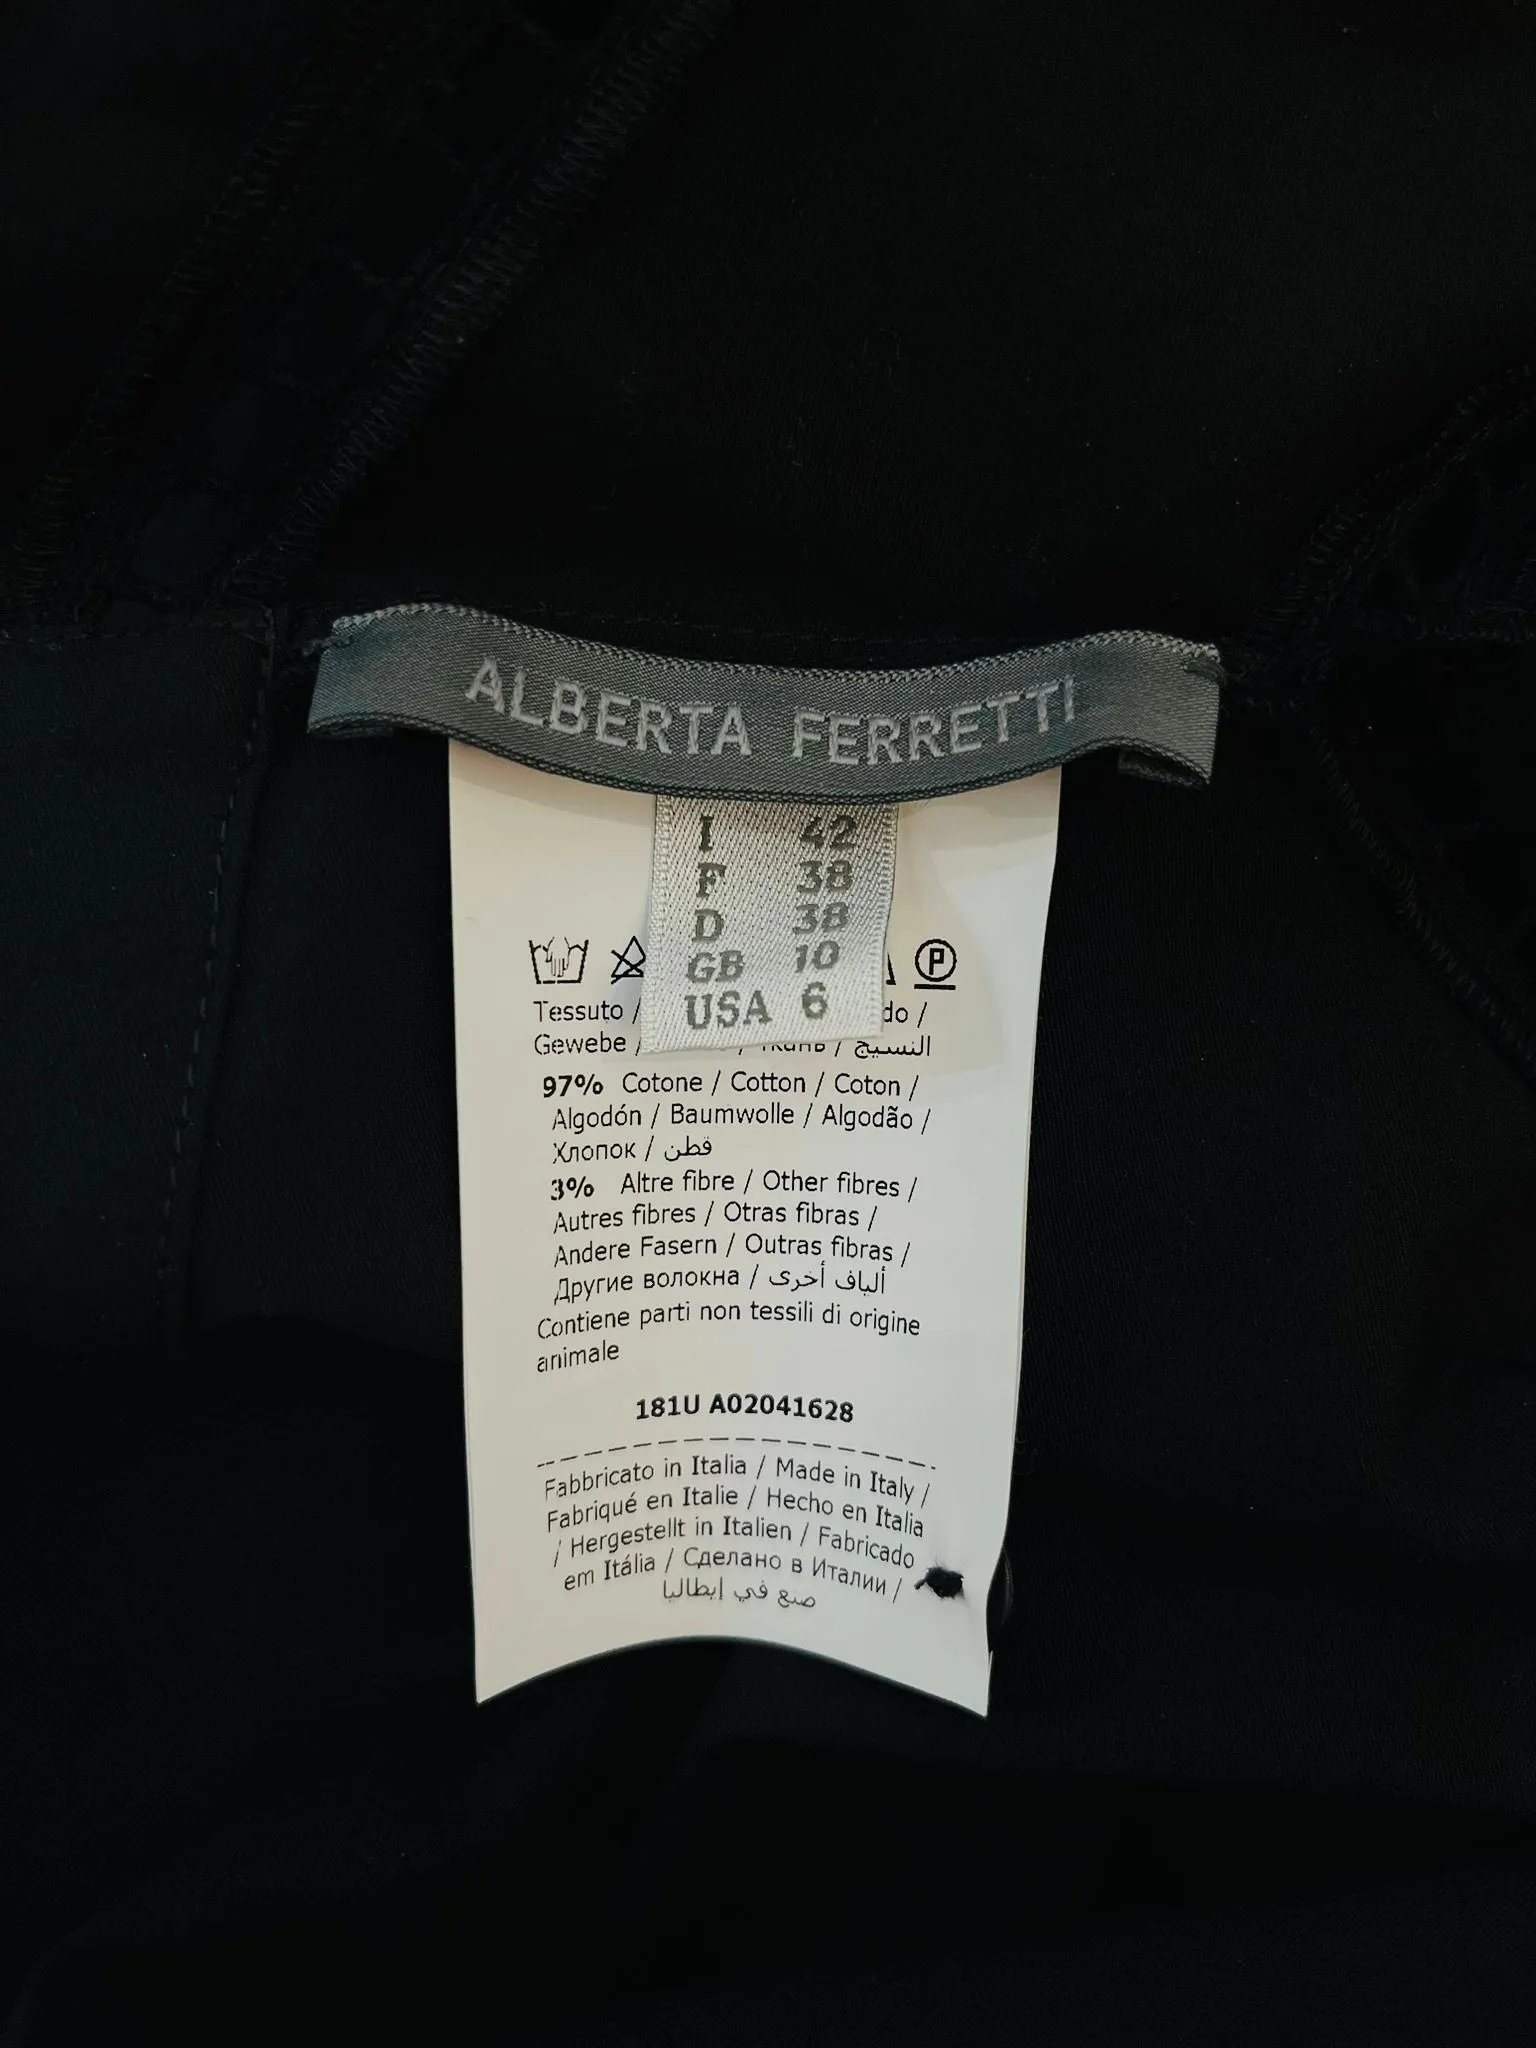 ALBERTA FERRETTI
I 42
F 38
D 38
GB 10
USA 6
P
Tessuto /
Gewebe / / النسيج
97% Cotone / Cotton / Coton /
Algodón / Baumwolle / Algodão /
Хлопок / قطن
3% Altre fibre / Other fibres /
Autres fibres / Otras fibras /
Andere Fasern / Outras fibras /
Другие волокна / ألياف أخرى
Contiene parti non tessili di origine
animale
181U A02041628
Fabbricato in Italia / Made in Italy /
Fabriqué en Italie / Hecho en Italia
/ Hergestellt in Italien / Fabricado
em Itália / Сделано в Италии /
صنع في إيطاليا